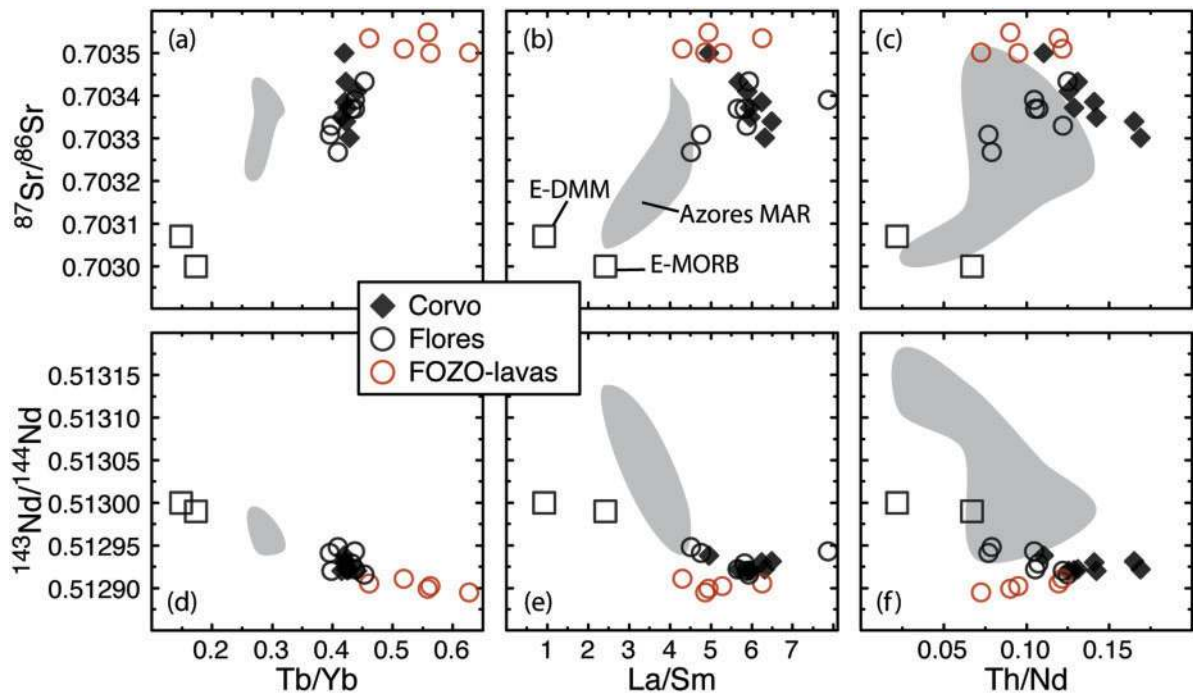 (a)
(b)
(c)
0.7035
0.7034
0.7033
0.7032
0.7031
0.7030
87Sr/86Sr
E-DMM
Azores MAR
E-MORB
Corvo
Flores
FOZO-lavas
0.51315
0.51310
0.51305
0.51300
0.51295
0.51290
143Nd/144Nd
(d)
(e)
(f)
0.2 0.3 0.4 0.5 0.6
1 2 3 4 5 6 7
0.05 0.10 0.15
Tb/Yb
La/Sm
Th/Nd